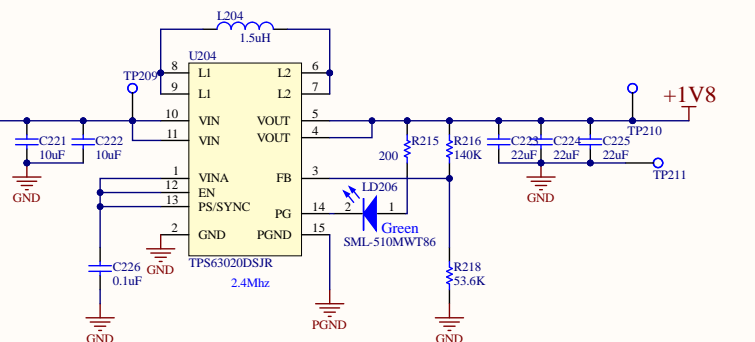 L204
1.5uH
U204
TP209
8 L1 L2 6
9 L1 L2 7
+1V8
10 VIN VOUT 5
11 VIN VOUT 4
TP210
C221
10uF
C222
10uF
R215
200
R216
140K
C223
22uF
C224
22uF
C225
22uF
TP211
GND
GND
1 VINA FB 3
12 EN
13 PS/SYNC
LD206
PG 14 2 1
Green
SML-510MWT86
2 GND PGND 15
GND
TPS63020DSJR
2.4Mhz
C226
0.1uF
R218
53.6K
GND
PGND
GND